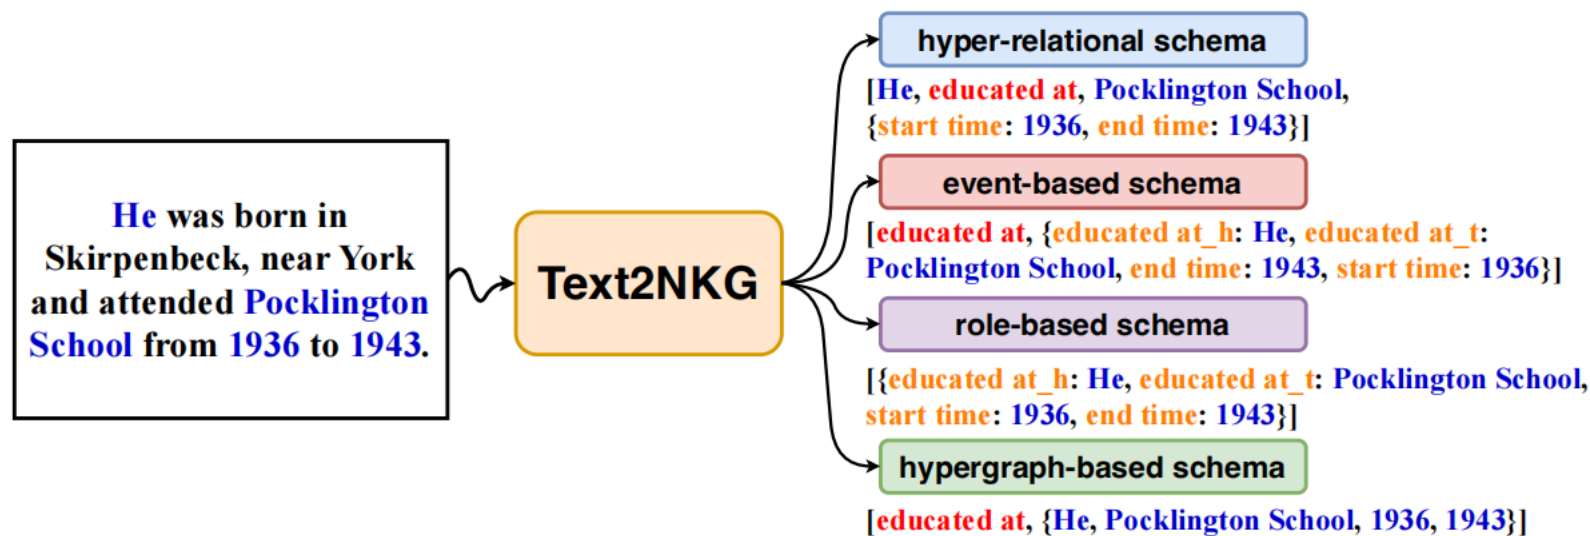 He was born in
Skirpenbeck, near York
and attended Pocklington
School from 1936 to 1943.
Text2NKG
hyper-relational schema
[He, educated at, Pocklington School,
{start time: 1936, end time: 1943}]
event-based schema
[educated at, {educated at_h: He, educated at_t:
Pocklington School, end time: 1943, start time: 1936}]
role-based schema
[{educated at_h: He, educated at_t: Pocklington School,
start time: 1936, end time: 1943}]
hypergraph-based schema
[educated at, {He, Pocklington School, 1936, 1943}]